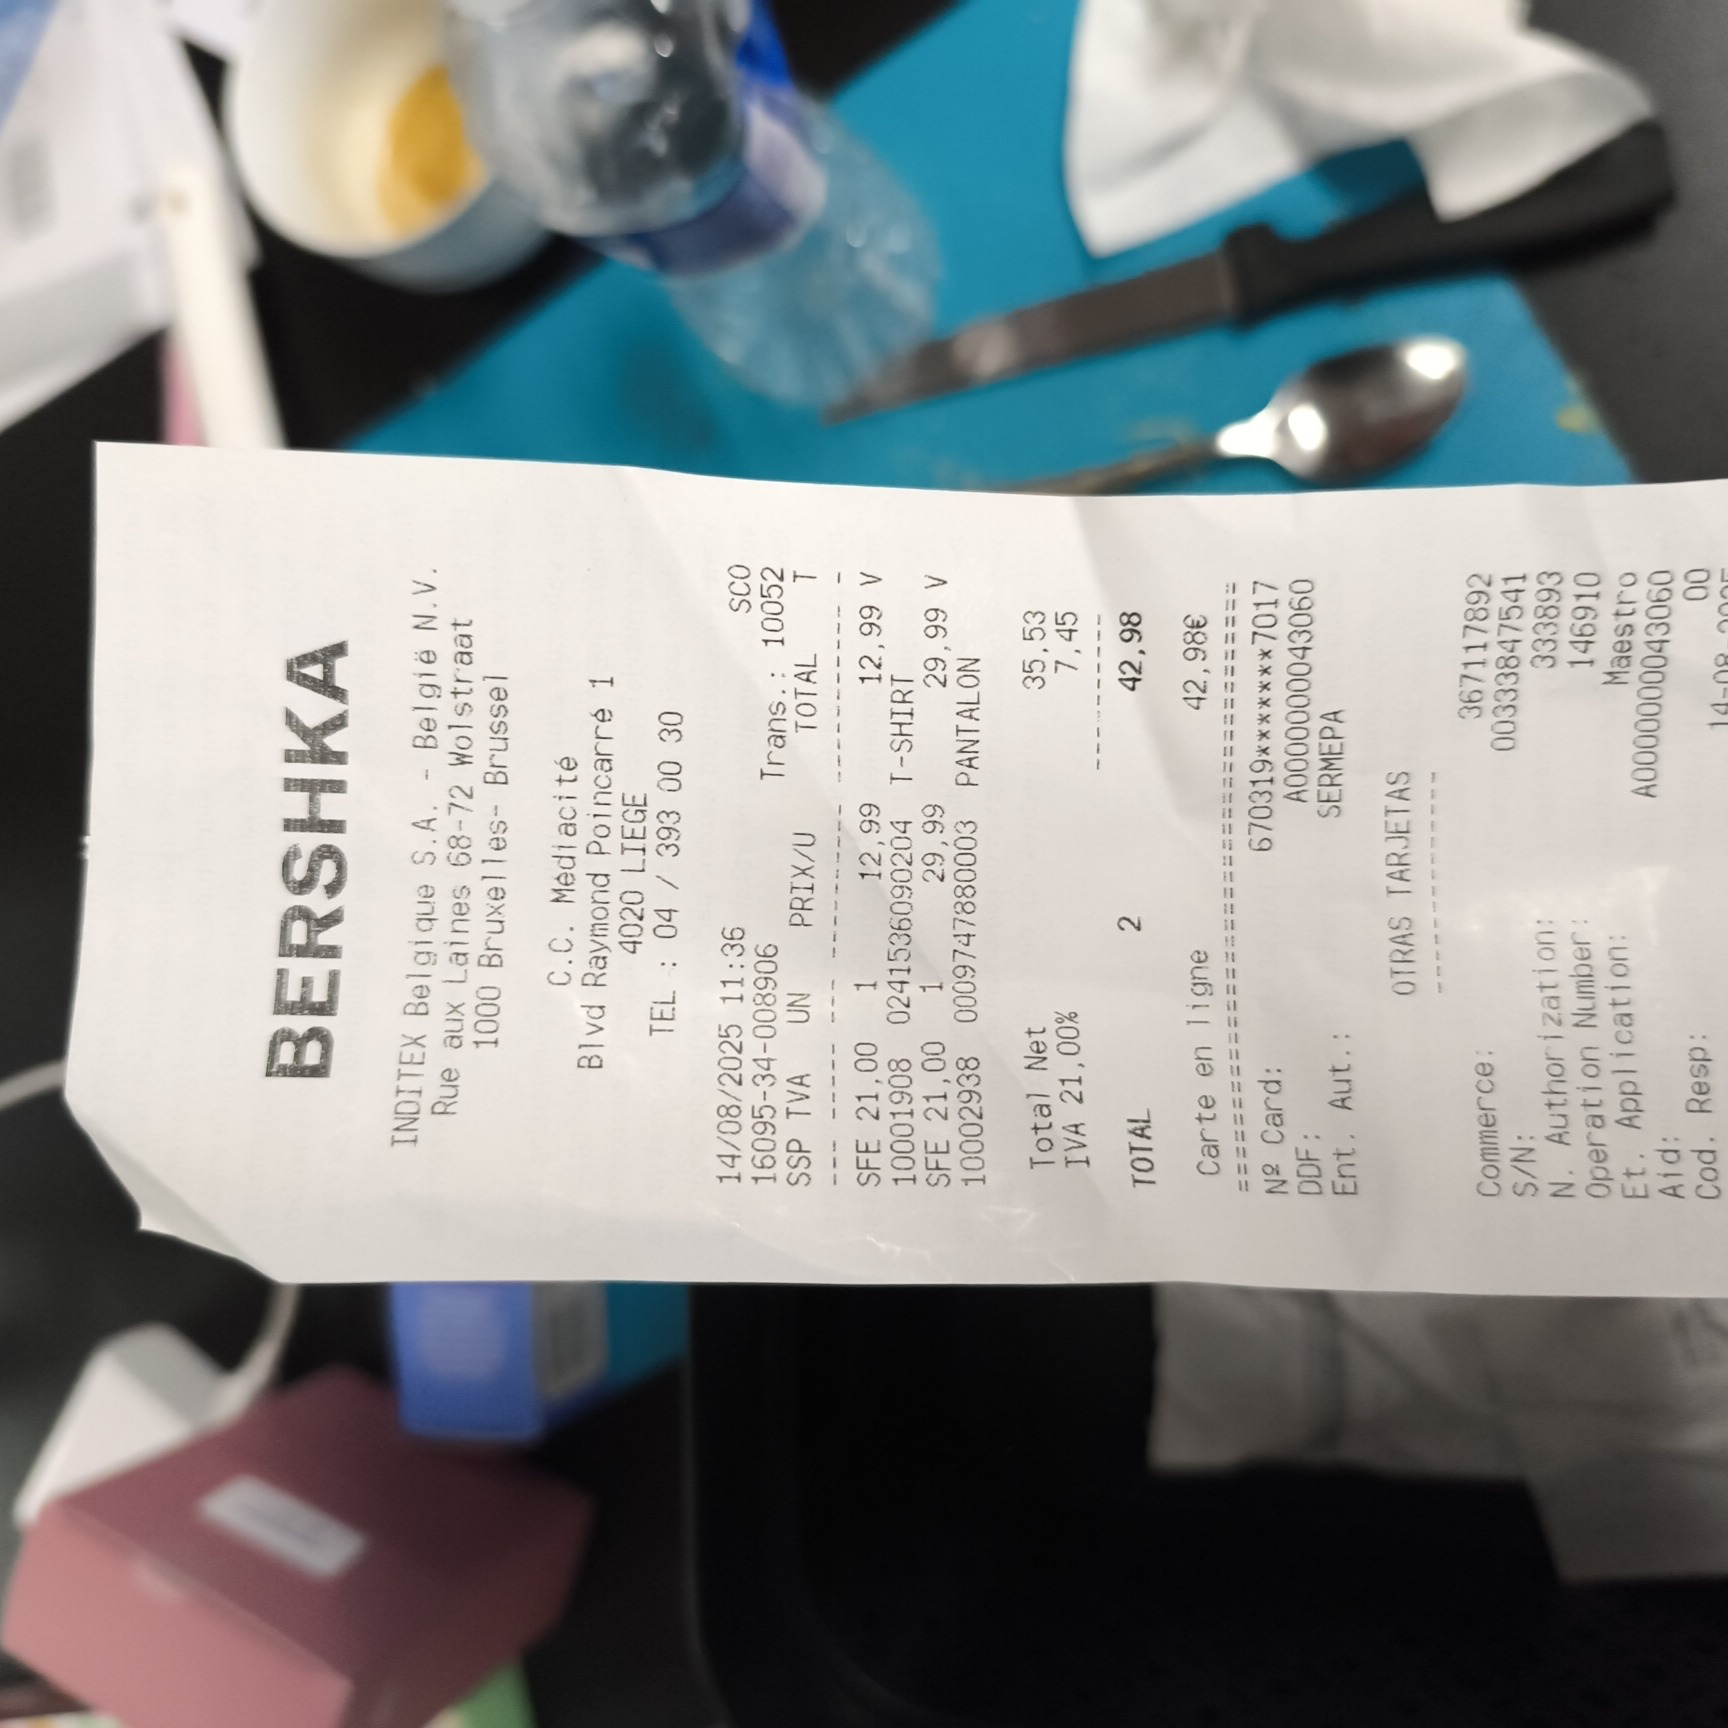 BERSHKA
INDITEX Belgique S.A. - België N.V.
Rue aux Laines 68-72 Wolstraat
1000 Bruxelles- Brussel
C.C. Médiacité
Blvd Raymond Poincarré 1
4020 LIEGE
TEL : 04 / 393 00 30
14/08/2025 11:36 SCO
16095-34-008906 Trans.: 10052
SSP TVA UN PRIX/U TOTAL T
SFE 21,00 1 12,99 12,99 V
10001908 0241536090204 T-SHIRT
SFE 21,00 1 29,99 29,99 V
10002938 0009747880003 PANTALON
Total Net 35,53
IVA 21,00% 7,45
TOTAL 2 42,98
Carte en ligne 42,98€
Nº Card: 670319*********7017
DDF: A0000000043060
Ent. Aut.: SERMEPA
OTRAS TARJETAS
Commerce: 367117892
S/N: 00333847541
N. Authorization: 333893
Operation Number: 146910
Et. Application: Maestro
Aid: A0000000043060
Cod. Resp: 00